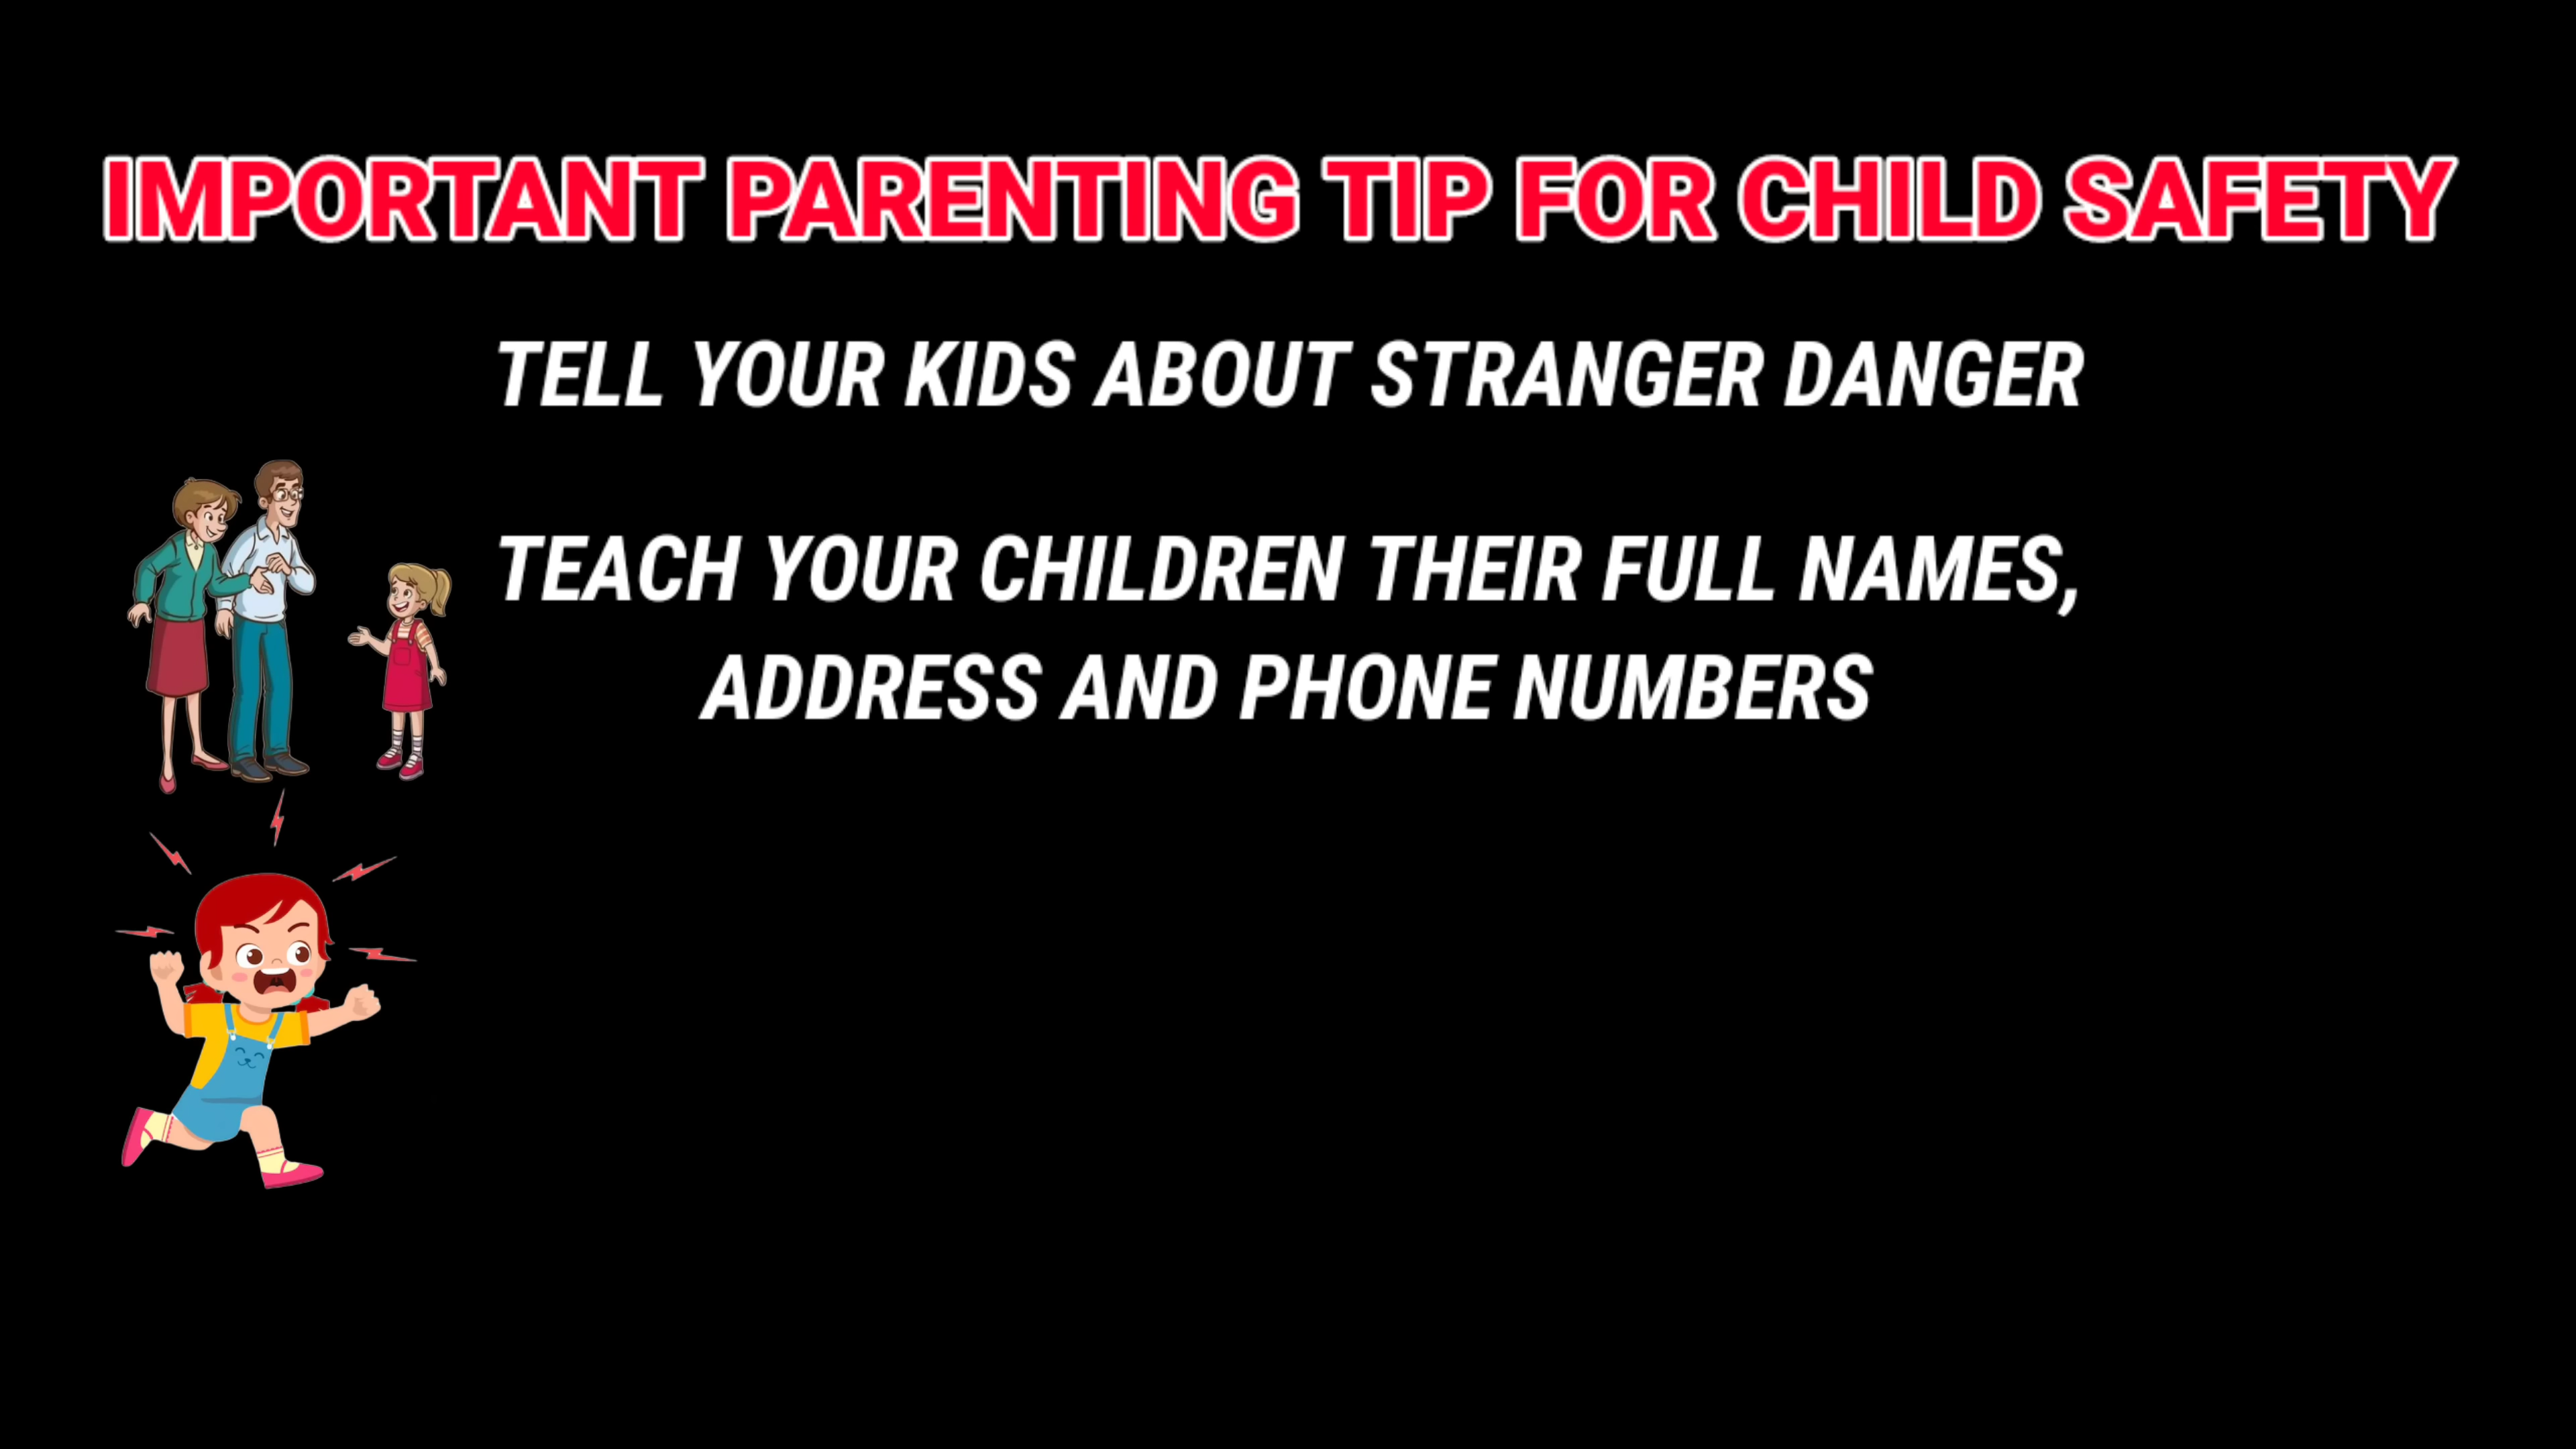 IMPORTANT PARENTING TIP FOR CHILD SAFETY
TELL YOUR KIDS ABOUT STRANGER DANGER
TEACH YOUR CHILDREN THEIR FULL NAMES,
ADDRESS AND PHONE NUMBERS